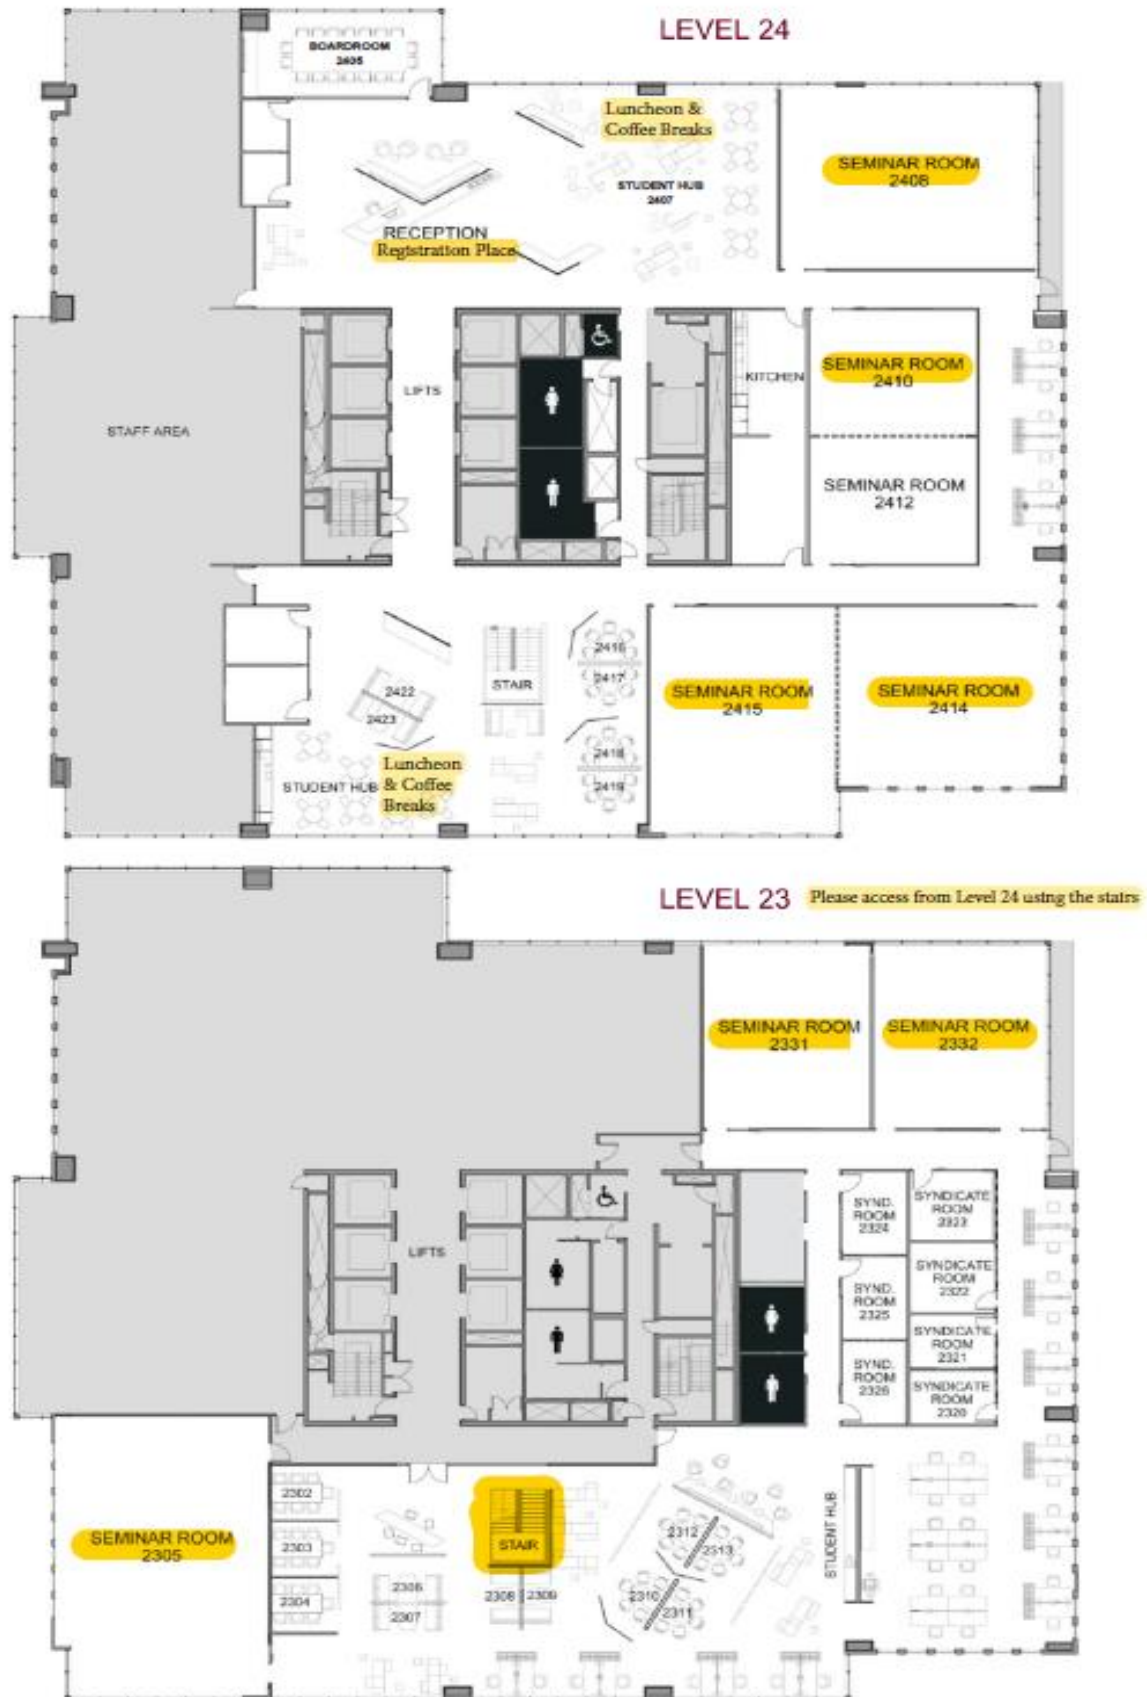 LEVEL 24
BOARDROOM
2405
Luncheon &
Coffee Breaks
SEMINAR ROOM
2408
STUDENT HUB
2407
RECEPTION
Registration Place
LIFTS
KITCHEN
SEMINAR ROOM
2410
STAFF AREA
SEMINAR ROOM
2412
2416
2417
STAIR
2422
2423
SEMINAR ROOM
2415
SEMINAR ROOM
2414
2418
2419
STUDENT HUB
Luncheon
& Coffee
Breaks
LEVEL 23
Please access from Level 24 using the stairs
SEMINAR ROOM
2331
SEMINAR ROOM
2332
LIFTS
SYND.
ROOM
2324
SYNDICATE
ROOM
2323
SYNDICATE
ROOM
2322
SYND.
ROOM
2325
SYNDICATE
ROOM
2321
SYND.
ROOM
2326
SYNDICATE
ROOM
2320
2302
2303
2304
SEMINAR ROOM
2305
2306
2307
STAIR
2308
2309
2312
2313
2310
2311
STUDENT HUB